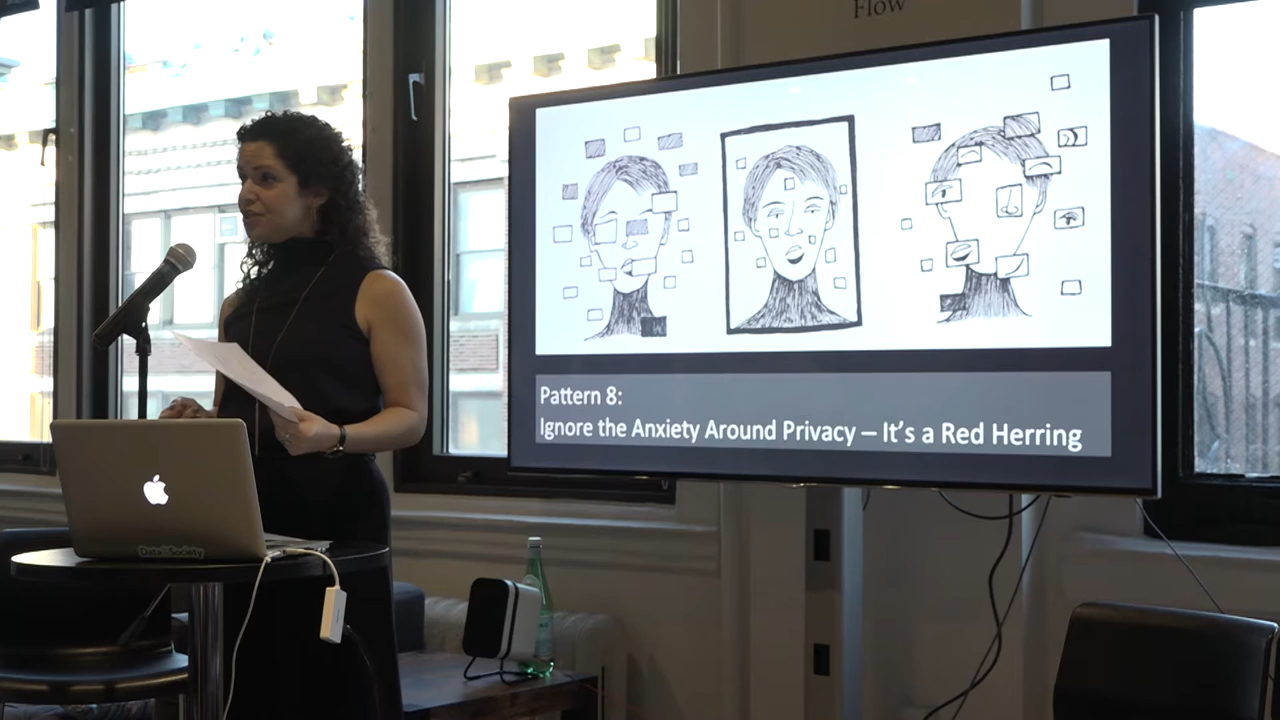 Flow
Pattern 8:
Ignore the Anxiety Around Privacy – It's a Red Herring
Data&Society